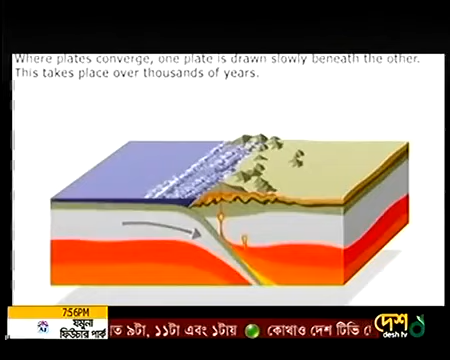 Where plates converge, one plate is drawn slowly beneath the other.
This takes place over thousands of years.
7:56PM
যমুনা
ফিউচার পার্ক
ত ৯টা, ১১টা এবং ১টায়
কোথাও দেশ টিভি
দেশ
desh tv